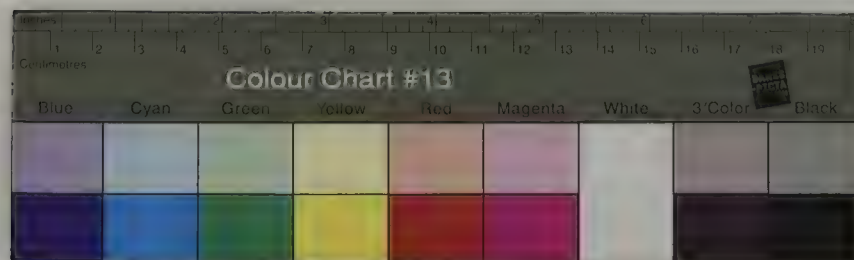 Inches 1 2 3 4 5 6
1 2 3 4 5 6 7 8 9 10 11 12 13 14 15 16 17 18 19
Centimetres
Colour Chart #13
Blue Cyan Green Yellow Red Magenta White 3/Color Black